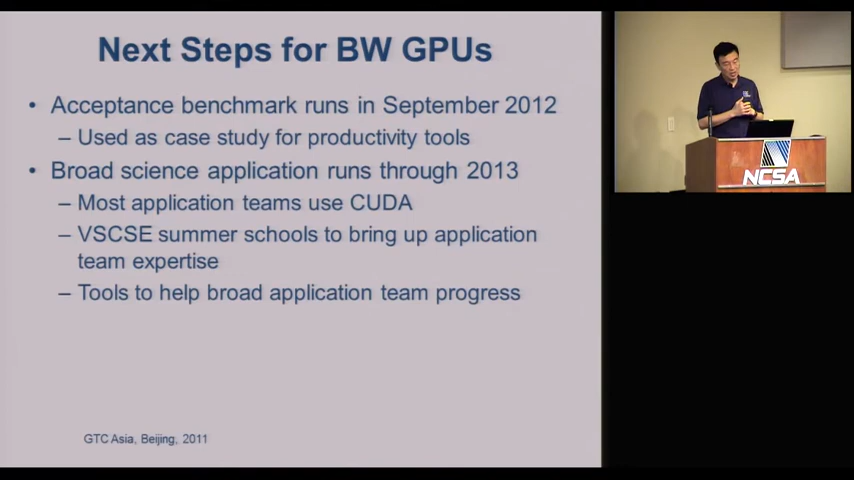 Next Steps for BW GPUs
• Acceptance benchmark runs in September 2012
– Used as case study for productivity tools
• Broad science application runs through 2013
– Most application teams use CUDA
– VSCSE summer schools to bring up application
team expertise
– Tools to help broad application team progress
GTC Asia, Beijing, 2011
NCSA